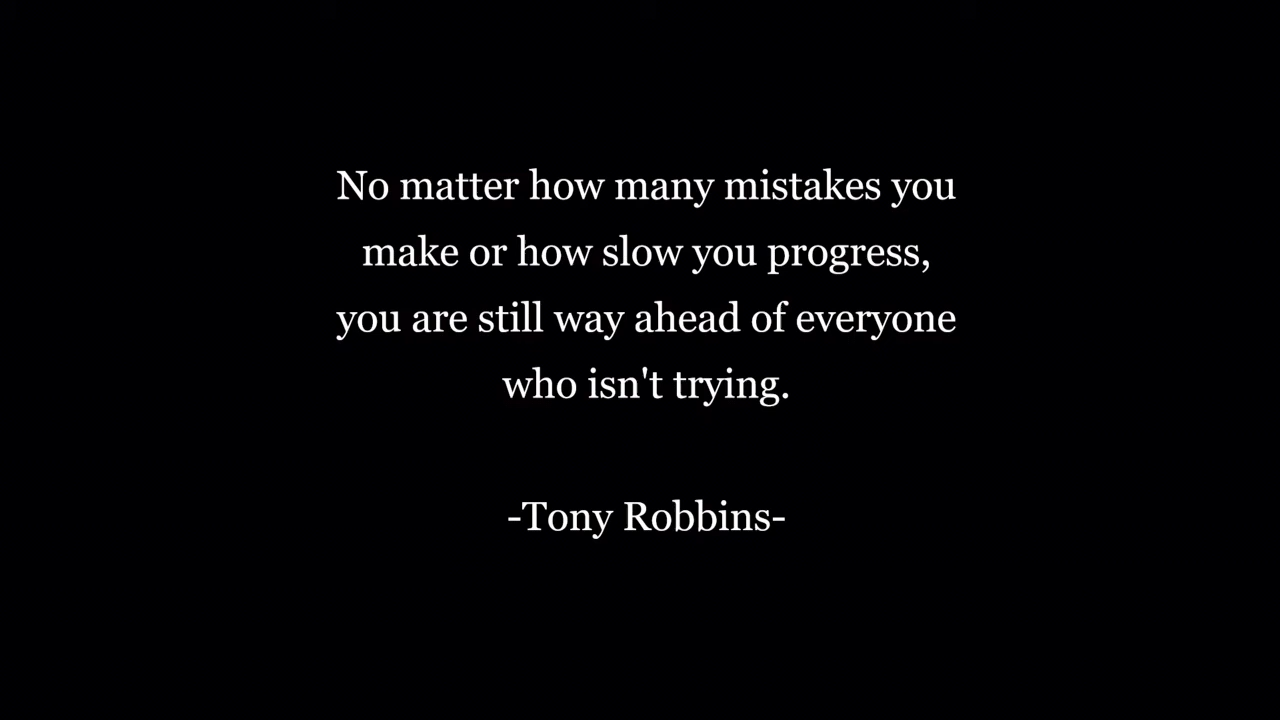 No matter how many mistakes you
make or how slow you progress,
you are still way ahead of everyone
who isn't trying.
-Tony Robbins-